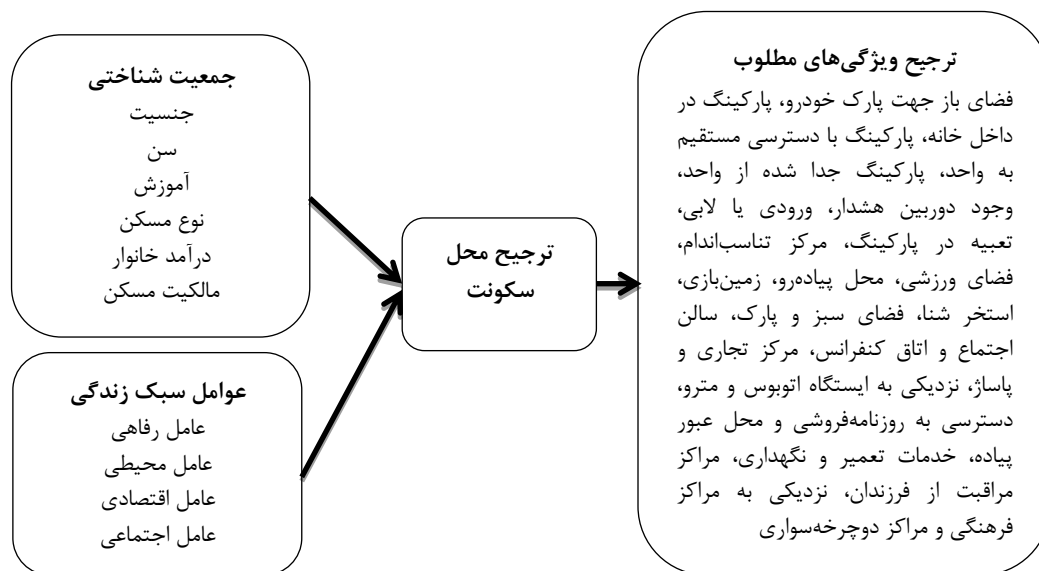 جمعیت شناختی
جنسیت
سن
آموزش
نوع مسکن
درآمد خانوار
مالکیت مسکن
عوامل سبک زندگی
عامل رفاهی
عامل محیطی
عامل اقتصادی
عامل اجتماعی
ترجیح محل
سکونت
ترجیح ویژگی‌های مطلوب
فضای باز جهت پارک خودرو، پارکینگ در
داخل خانه، پارکینگ با دسترسی مستقیم
به واحد، پارکینگ جدا شده از واحد،
وجود دوربین هشدار، ورودی یا لابی،
تعبیه در پارکینگ، مرکز تناسب‌اندام،
فضای ورزشی، محل پیاده‌رو، زمین‌بازی،
استخر شنا، فضای سبز و پارک، سالن
اجتماع و اتاق کنفرانس، مرکز تجاری و
پاساژ، نزدیکی به ایستگاه اتوبوس و مترو،
دسترسی به روزنامه‌فروشی و محل عبور
پیاده، خدمات تعمیر و نگهداری، مراکز
مراقبت از فرزندان، نزدیکی به مراکز
فرهنگی و مراکز دوچرخه‌سواری